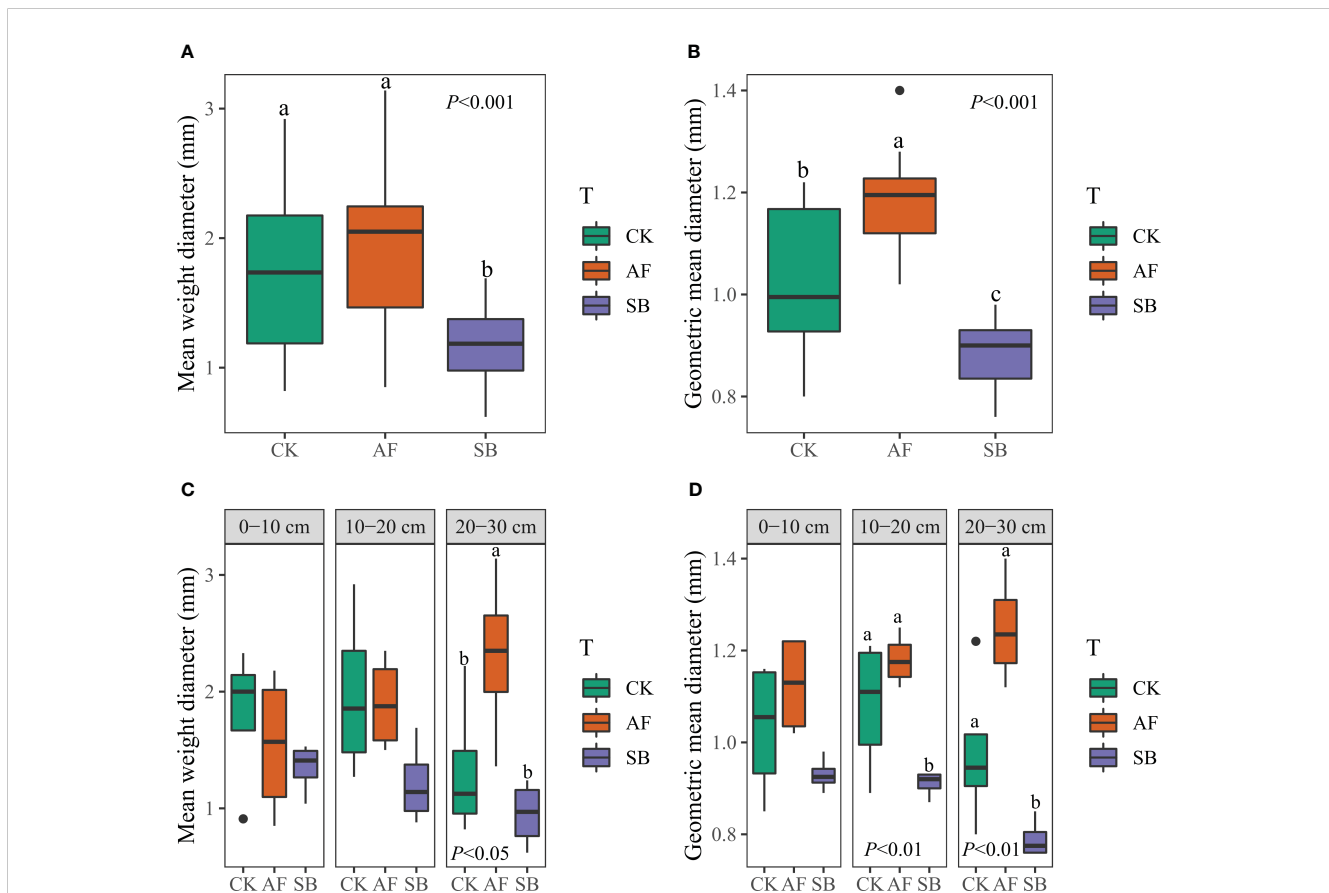 A
Mean weight diameter (mm)
3
2
1
a
a
b
P<0.001
CK
AF
SB
T
CK
AF
SB
B
Geometric mean diameter (mm)
1.4
1.2
1.0
0.8
b
a
c
P<0.001
CK
AF
SB
T
CK
AF
SB
C
Mean weight diameter (mm)
3
2
1
0−10 cm
10−20 cm
20−30 cm
b
a
b
P<0.05
CK AF SB
CK AF SB
CK AF SB
T
CK
AF
SB
D
Geometric mean diameter (mm)
1.4
1.2
1.0
0.8
0−10 cm
10−20 cm
20−30 cm
a
a
b
P<0.01
a
a
b
P<0.01
CK AF SB
CK AF SB
CK AF SB
T
CK
AF
SB